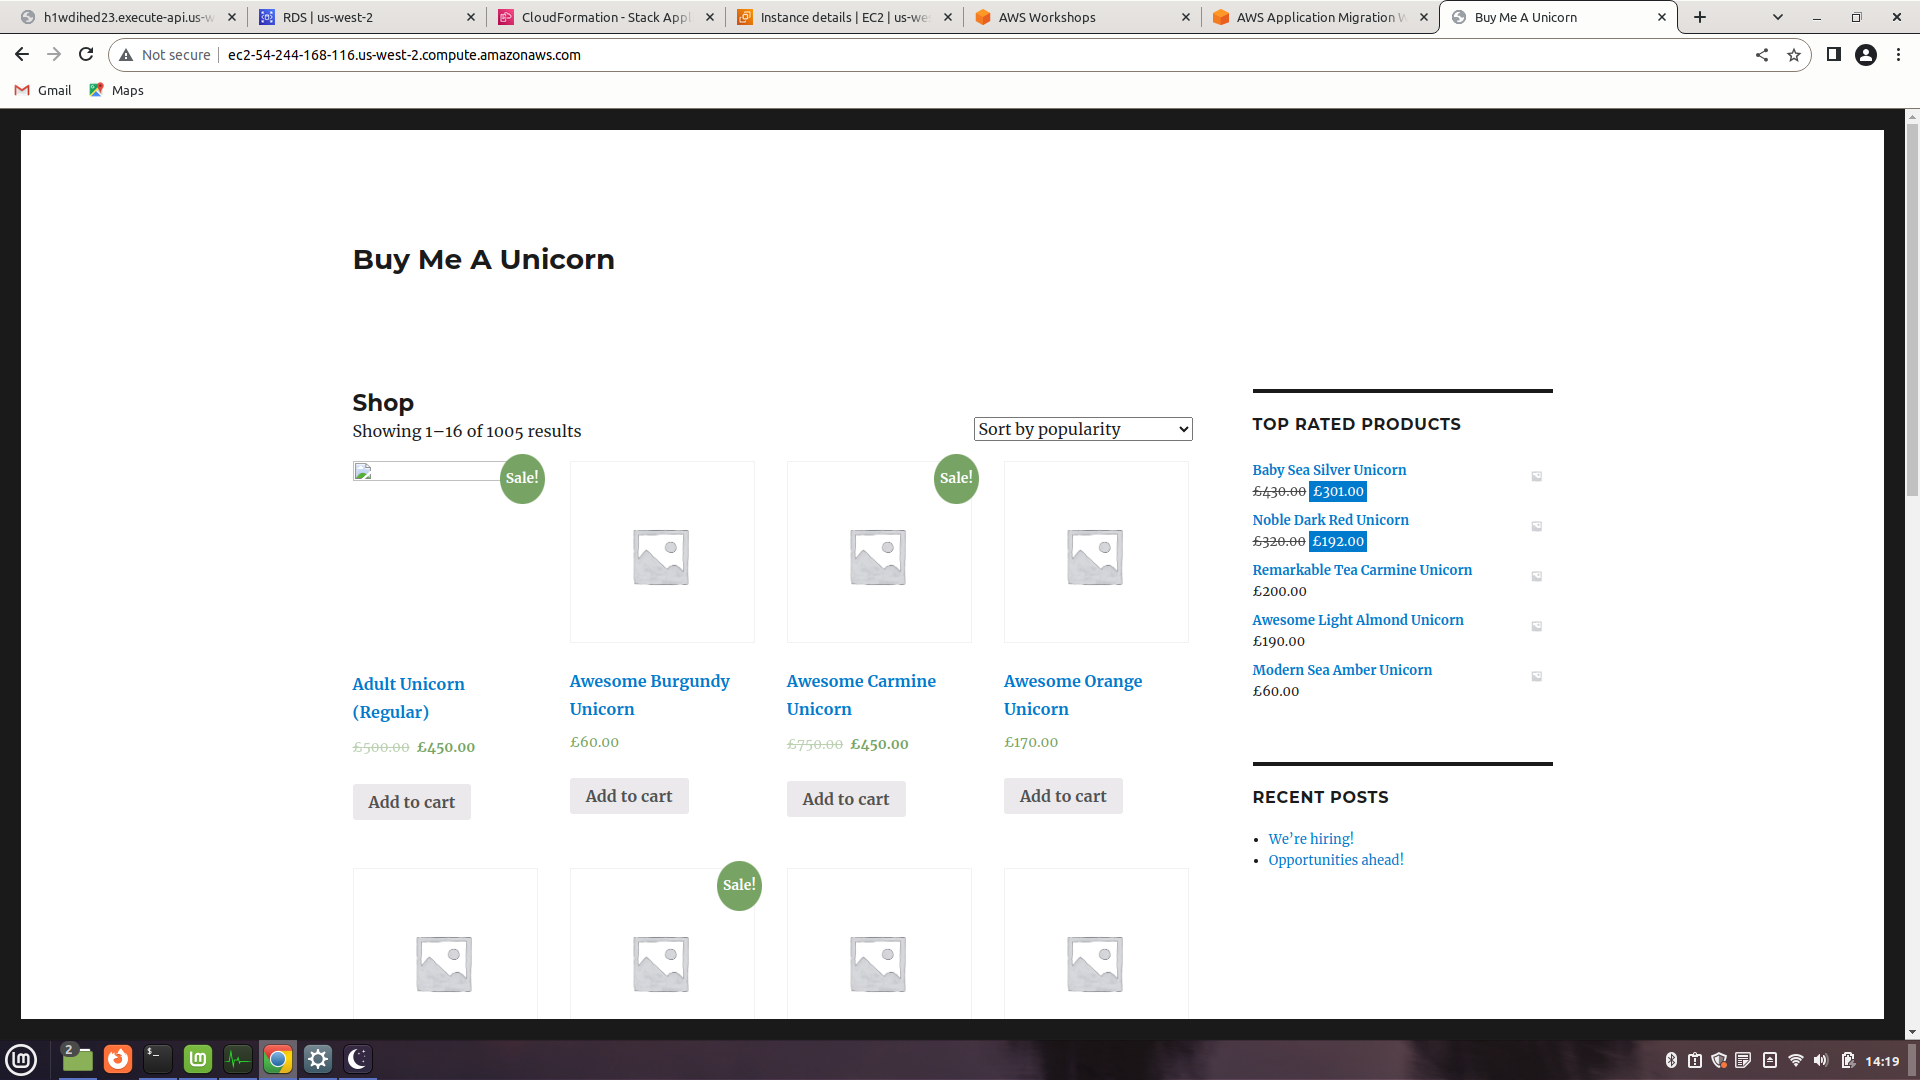 h1wdihed23.execute-api.us-w
RDS | us-west-2
CloudFormation - Stack Appl
Instance details | EC2 | us-we
AWS Workshops
AWS Application Migration W
Buy Me A Unicorn
Not secure
ec2-54-244-168-116.us-west-2.compute.amazonaws.com
Gmail
Maps
Buy Me A Unicorn
Shop
Showing 1–16 of 1005 results
Sort by popularity
Sale!
Adult Unicorn
(Regular)
£500.00 £450.00
Add to cart
Awesome Burgundy
Unicorn
£60.00
Add to cart
Sale!
Awesome Carmine
Unicorn
£750.00 £450.00
Add to cart
Awesome Orange
Unicorn
£170.00
Add to cart
Sale!
TOP RATED PRODUCTS
Baby Sea Silver Unicorn
£430.00 £301.00
Noble Dark Red Unicorn
£320.00 £192.00
Remarkable Tea Carmine Unicorn
£200.00
Awesome Light Almond Unicorn
£190.00
Modern Sea Amber Unicorn
£60.00
RECENT POSTS
We’re hiring!
Opportunities ahead!
2
14:19